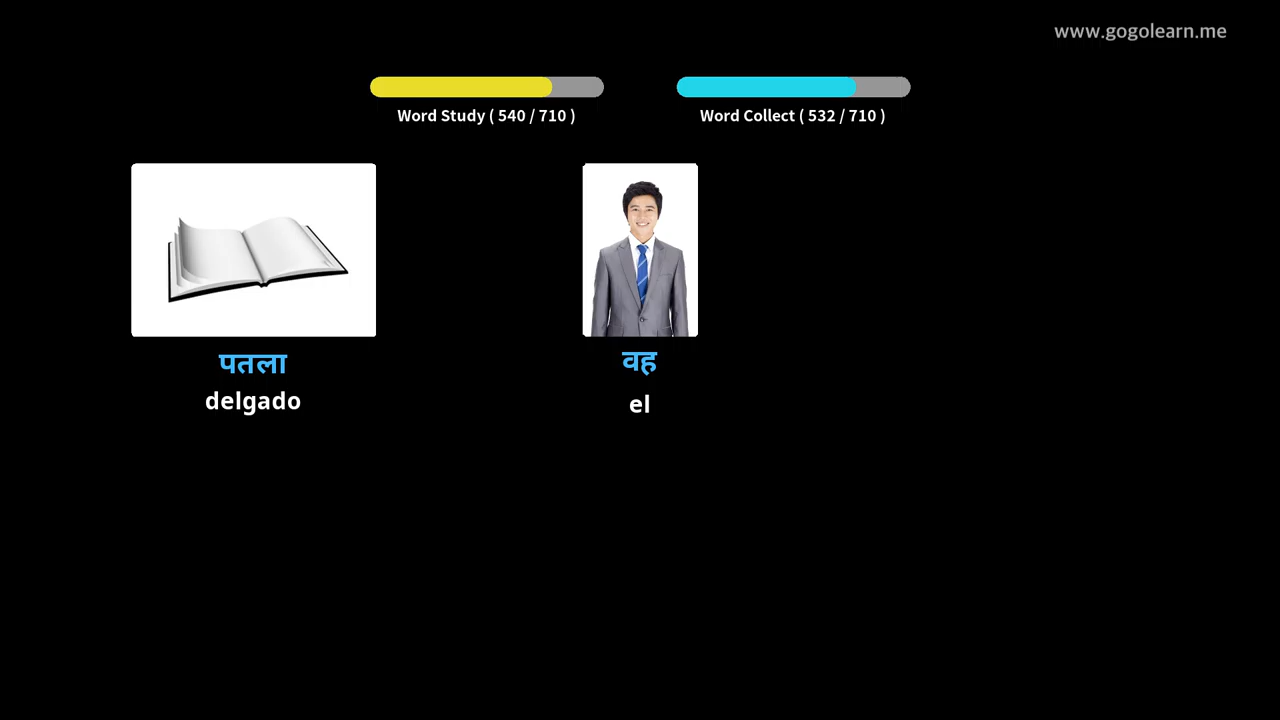 www.gogolearn.me
Word Study ( 540 / 710 )
Word Collect ( 532 / 710 )
पतला
delgado
वह
el